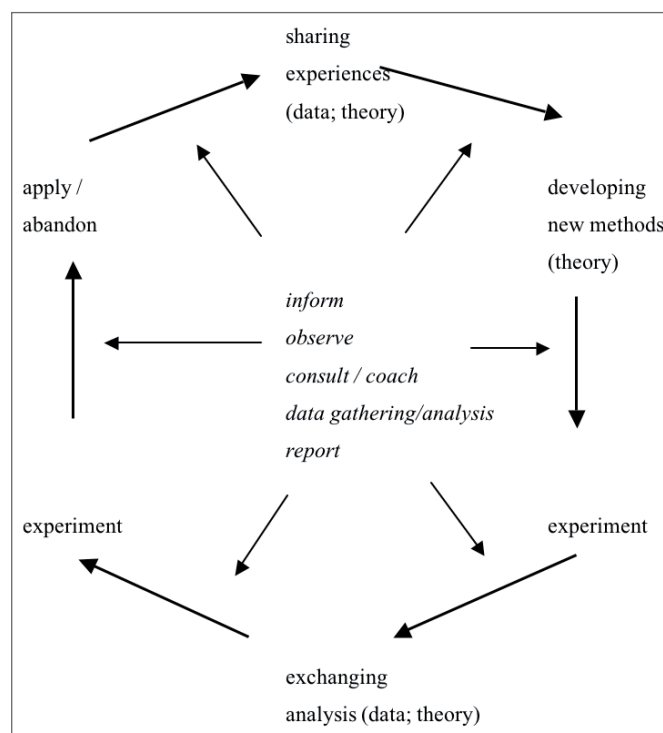 sharing
experiences
(data; theory)
apply /
abandon
developing
new methods
(theory)
inform
observe
consult / coach
data gathering/analysis
report
experiment
experiment
exchanging
analysis (data; theory)